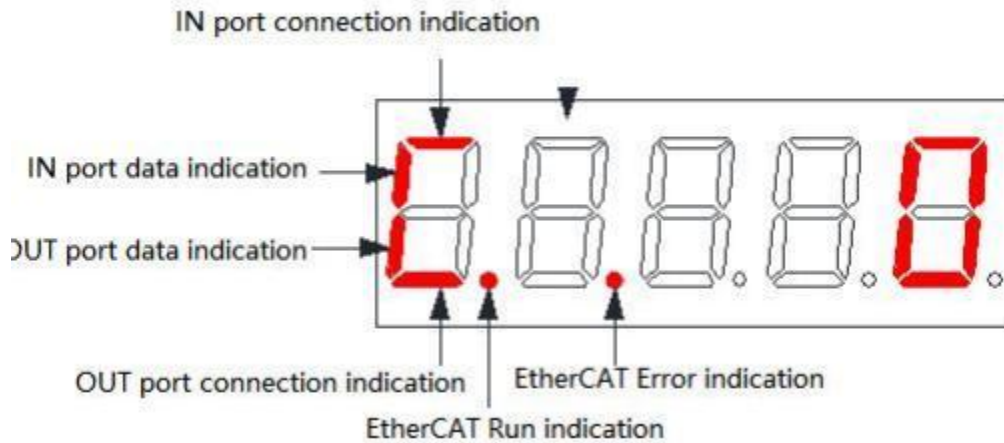 IN port connection indication
IN port data indication
OUT port data indication
OUT port connection indication
EtherCAT Error indication
EtherCAT Run indication